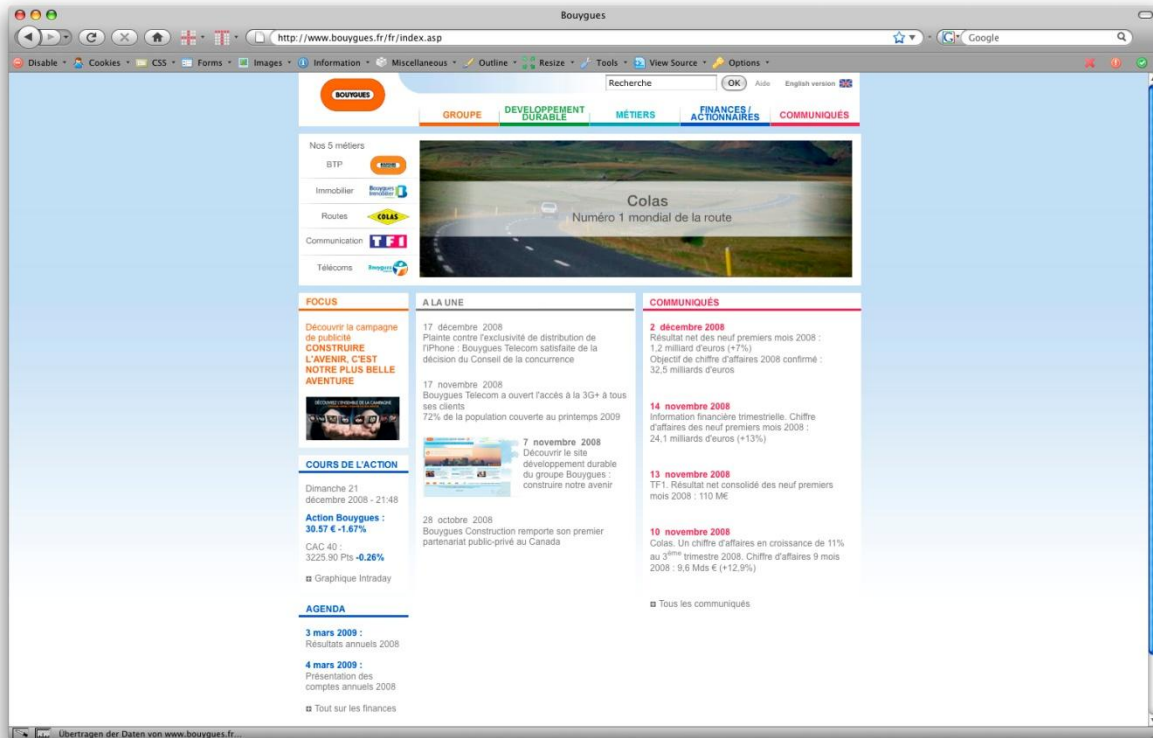 Bouygues
http://www.bouygues.fr/fr/index.asp
Google
Disable Cookies CSS Forms Images Information Miscellaneous Outline Resize Tools View Source Options
BOUYGUES
Recherche OK Aide English version
GROUPE
DEVELOPPEMENT
DURABLE
MÉTIERS
FINANCES /
ACTIONNAIRES
COMMUNIQUÉS
Nos 5 métiers
BTP
Immobilier Bouygues
Immobilier
Routes COLAS
Communication TF1
Télécoms Bouygues
Colas
Numéro 1 mondial de la route
FOCUS
Découvrir la campagne
de publicité
CONSTRUIRE
L'AVENIR, C'EST
NOTRE PLUS BELLE
AVENTURE
DÉCOUVREZ L'ENSEMBLE DE LA CAMPAGNE
COURS DE L'ACTION
Dimanche 21
décembre 2008 - 21:48
Action Bouygues :
30.57 € -1.67%
CAC 40 :
3225.90 Pts -0.26%
Graphique Intraday
AGENDA
3 mars 2009 :
Résultats annuels 2008
4 mars 2009 :
Présentation des
comptes annuels 2008
Tout sur les finances
A LA UNE
17 décembre 2008
Plainte contre l'exclusivité de distribution de
l'iPhone : Bouygues Telecom satisfaite de la
décision du Conseil de la concurrence
17 novembre 2008
Bouygues Telecom a ouvert l'accès à la 3G+ à tous
ses clients
72% de la population couverte au printemps 2009
7 novembre 2008
Découvrir le site
développement durable
du groupe Bouygues :
construire notre avenir
28 octobre 2008
Bouygues Construction remporte son premier
partenariat public-privé au Canada
COMMUNIQUÉS
2 décembre 2008
Résultat net des neuf premiers mois 2008 :
1,2 milliard d'euros (+7%)
Objectif de chiffre d'affaires 2008 confirmé :
32,5 milliards d'euros
14 novembre 2008
Information financière trimestrielle. Chiffre
d'affaires des neuf premiers mois 2008 :
24,1 milliards d'euros (+13%)
13 novembre 2008
TF1. Résultat net consolidé des neuf premiers
mois 2008 : 110 M€
10 novembre 2008
Colas. Un chiffre d'affaires en croissance de 11%
au 3ème trimestre 2008. Chiffre d'affaires 9 mois
2008 : 9,6 Mds € (+12,9%)
Tous les communiqués
Übertragen der Daten von www.bouygues.fr...